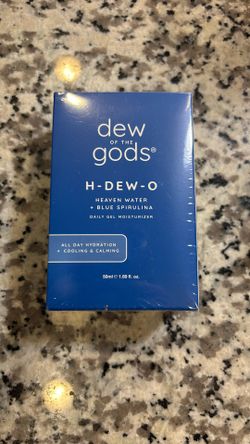 dew
OF THE
gods®
H-DEW-O
HEAVEN WATER
+ BLUE SPIRULINA
DAILY GEL MOISTURIZER
ALL DAY HYDRATION
+ COOLING & CALMING
50ml ℮ 1.69 fl. oz.